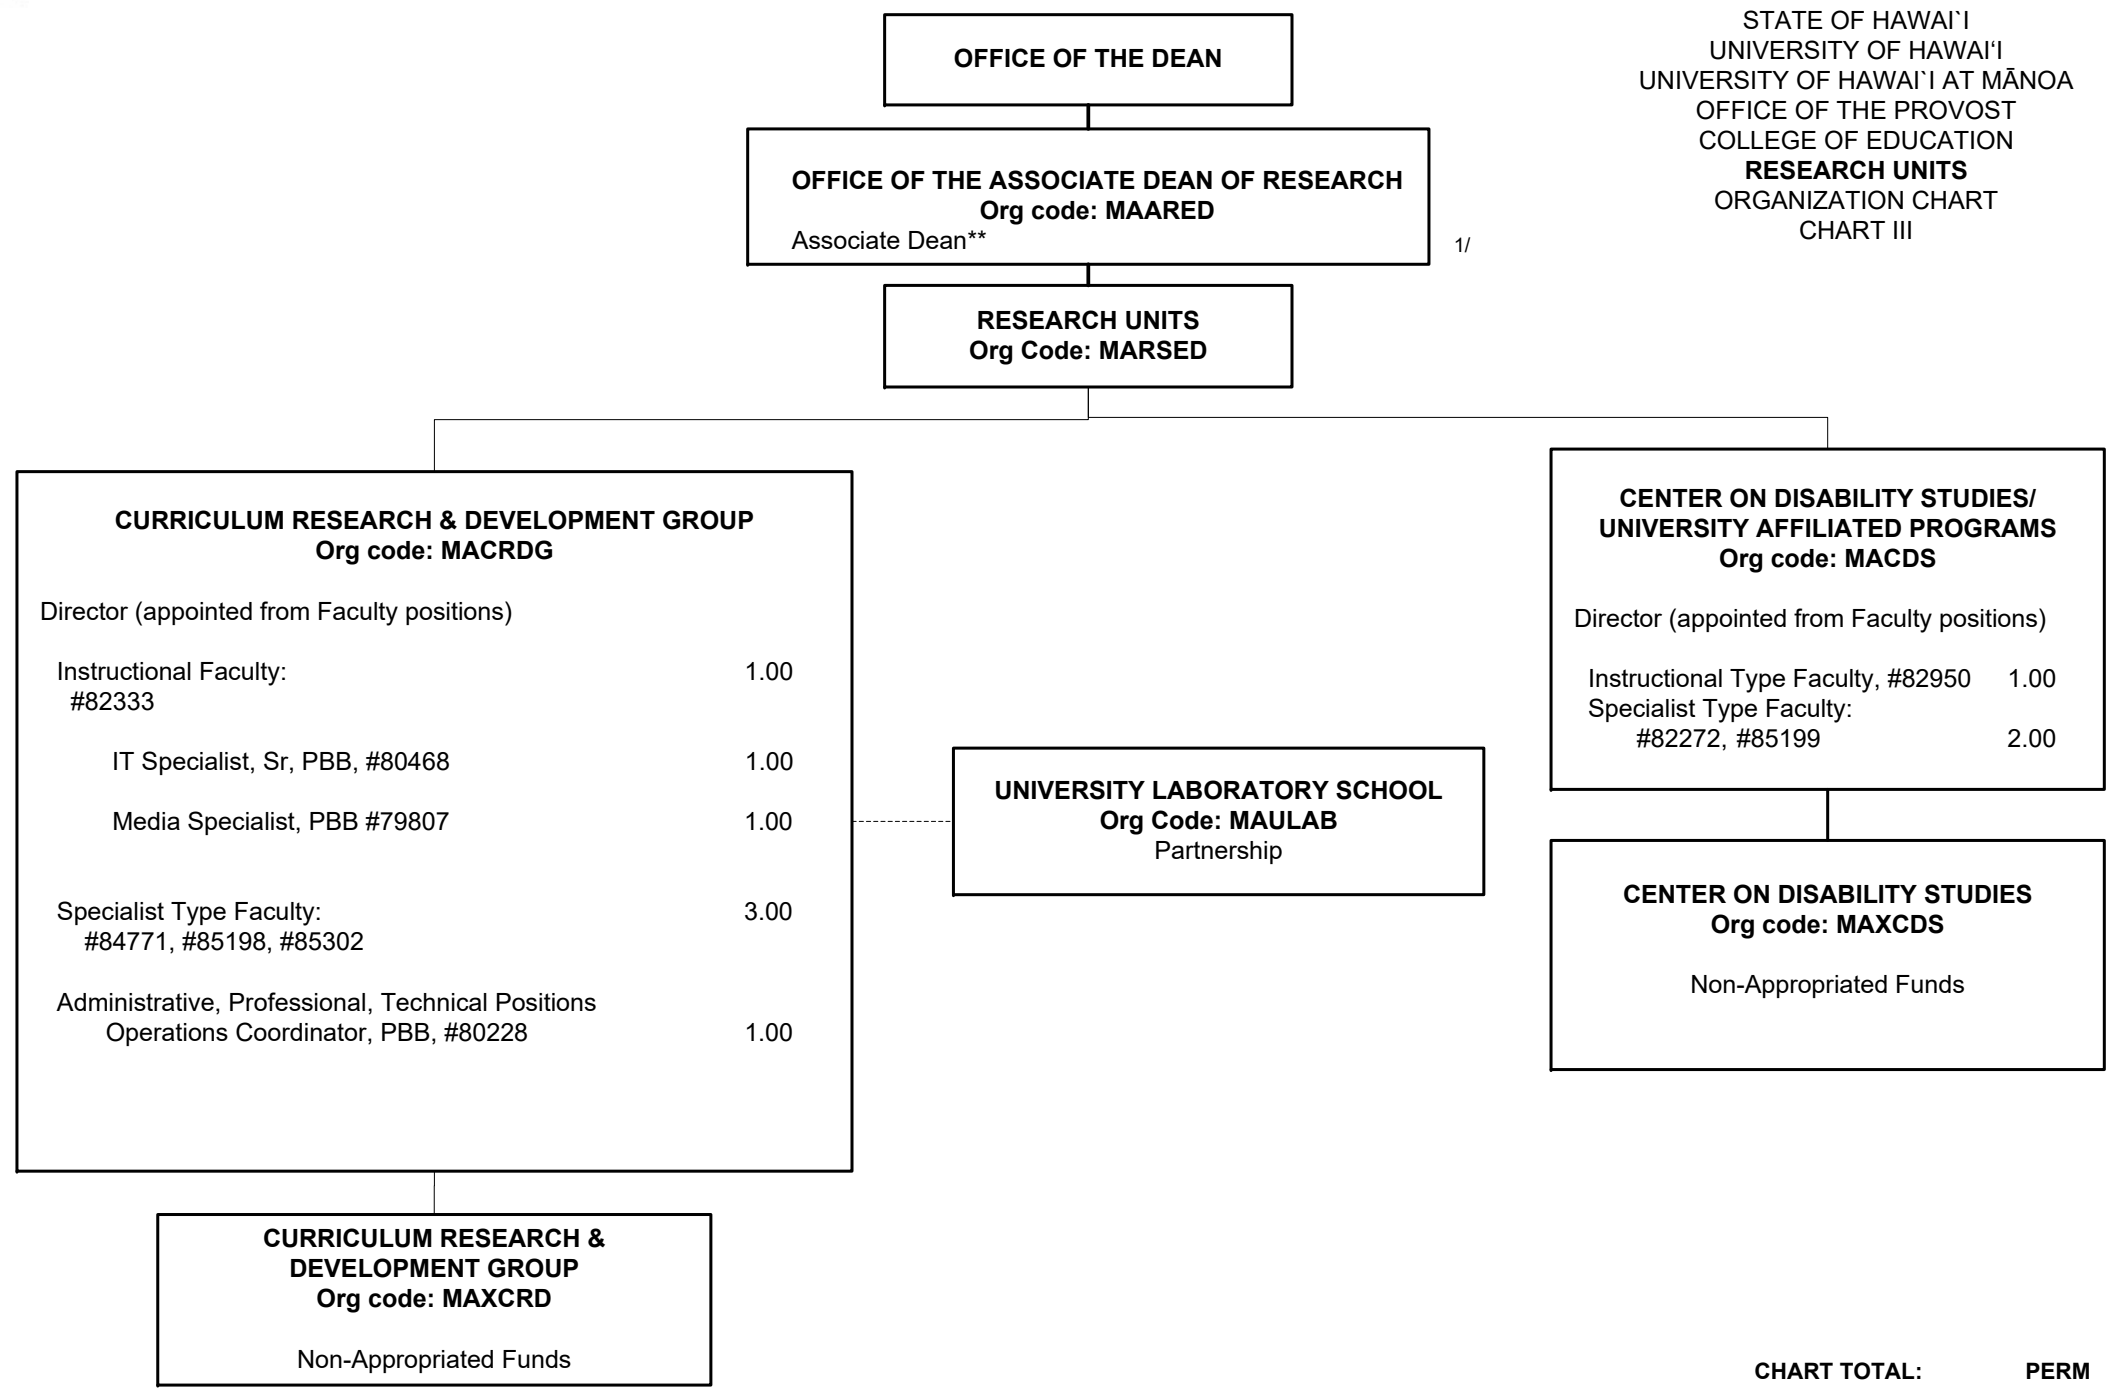 STATE OF HAWAI`I
UNIVERSITY OF HAWAI‘I
UNIVERSITY OF HAWAI`I AT MĀNOA
OFFICE OF THE PROVOST
COLLEGE OF EDUCATION
RESEARCH UNITS
ORGANIZATION CHART
CHART III
OFFICE OF THE DEAN
OFFICE OF THE ASSOCIATE DEAN OF RESEARCH
Org code: MAARED
Associate Dean**
1/
RESEARCH UNITS
Org Code: MARSED
CURRICULUM RESEARCH & DEVELOPMENT GROUP
Org code: MACRDG
Director (appointed from Faculty positions)
Instructional Faculty: 1.00
#82333
IT Specialist, Sr, PBB, #80468 1.00
Media Specialist, PBB #79807 1.00
Specialist Type Faculty: 3.00
#84771, #85198, #85302
Administrative, Professional, Technical Positions
Operations Coordinator, PBB, #80228 1.00
UNIVERSITY LABORATORY SCHOOL
Org Code: MAULAB
Partnership
CENTER ON DISABILITY STUDIES/
UNIVERSITY AFFILIATED PROGRAMS
Org code: MACDS
Director (appointed from Faculty positions)
Instructional Type Faculty, #82950 1.00
Specialist Type Faculty:
#82272, #85199 2.00
CENTER ON DISABILITY STUDIES
Org code: MAXCDS
Non-Appropriated Funds
CURRICULUM RESEARCH &
DEVELOPMENT GROUP
Org code: MAXCRD
Non-Appropriated Funds
CHART TOTAL: PERM